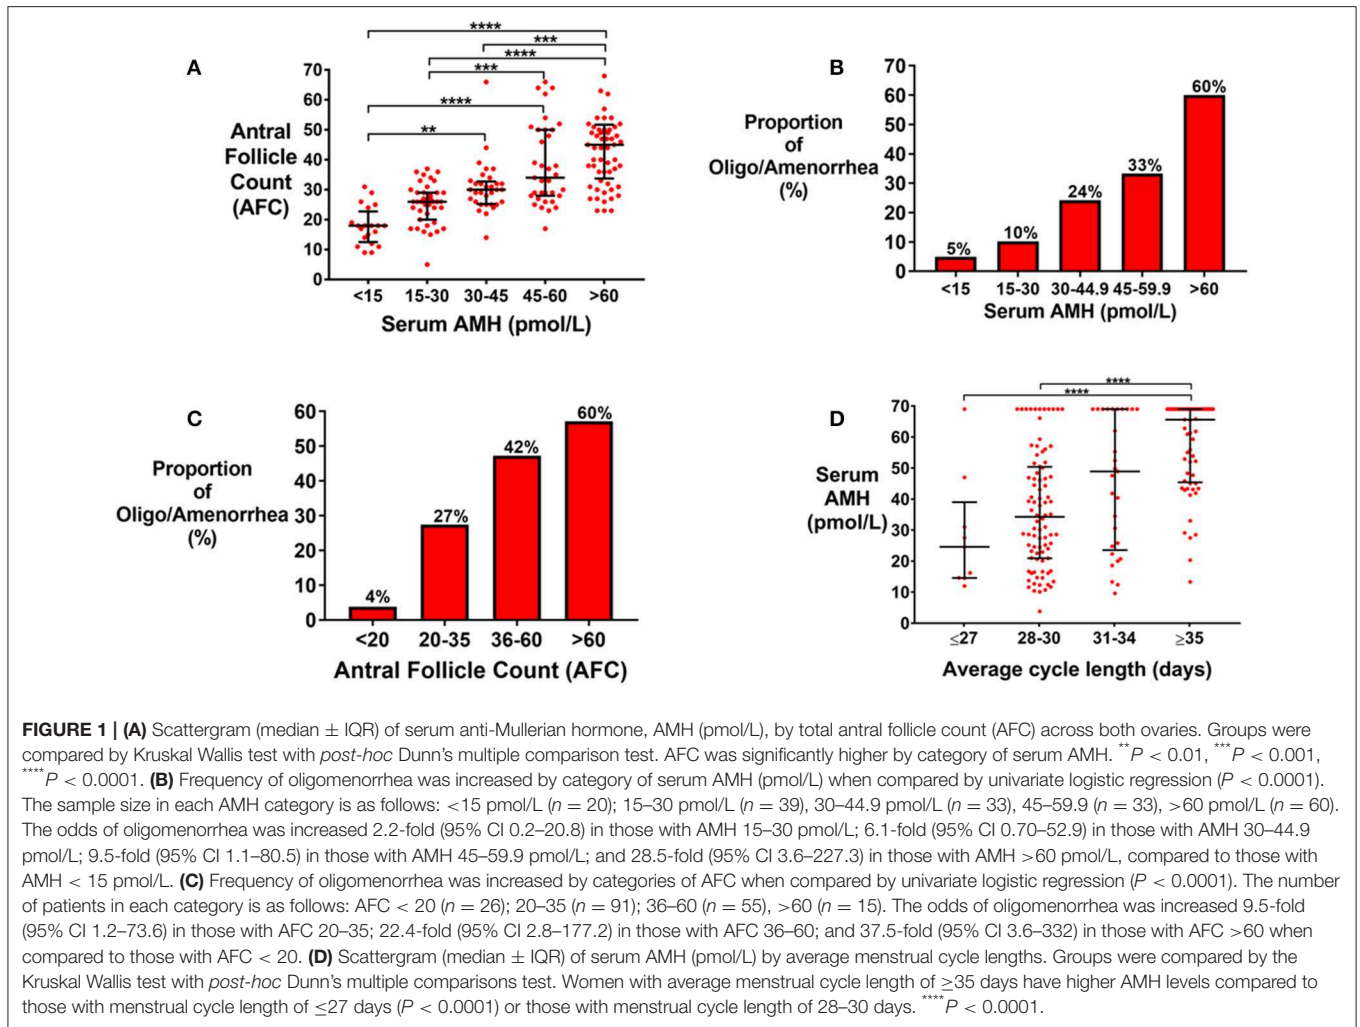 A
Antral
Follicle
Count
(AFC)
**** 
***
****
***
****
**
70
60
50
40
30
20
10
0
<15 15-30 30-45 45-60 >60
Serum AMH (pmol/L)
B
Proportion
of
Oligo/Amenorrhea
(%)
70
60
50
40
30
20
10
0
5% 10% 24% 33% 60%
<15 15-30 30-44.9 45-59.9 >60
Serum AMH (pmol/L)
C
Proportion
of
Oligo/Amenorrhea
(%)
60
50
40
30
20
10
0
4% 27% 42% 60%
<20 20-35 36-60 >60
Antral Follicle Count (AFC)
D
Serum
AMH
(pmol/L)
****
****
70
60
50
40
30
20
10
0
≤27 28-30 31-34 ≥35
Average cycle length (days)
FIGURE 1 | (A) Scattergram (median ± IQR) of serum anti-Mullerian hormone, AMH (pmol/L), by total antral follicle count (AFC) across both ovaries. Groups were
compared by Kruskal Wallis test with post-hoc Dunn's multiple comparison test. AFC was significantly higher by category of serum AMH. **P < 0.01, ***P < 0.001,
****P < 0.0001. (B) Frequency of oligomenorrhea was increased by category of serum AMH (pmol/L) when compared by univariate logistic regression (P < 0.0001).
The sample size in each AMH category is as follows: <15 pmol/L (n = 20); 15–30 pmol/L (n = 39), 30–44.9 pmol/L (n = 33), 45–59.9 (n = 33), >60 pmol/L (n = 60).
The odds of oligomenorrhea was increased 2.2-fold (95% CI 0.2–20.8) in those with AMH 15–30 pmol/L; 6.1-fold (95% CI 0.70–52.9) in those with AMH 30–44.9
pmol/L; 9.5-fold (95% CI 1.1–80.5) in those with AMH 45–59.9 pmol/L; and 28.5-fold (95% CI 3.6–227.3) in those with AMH >60 pmol/L, compared to those with
AMH < 15 pmol/L. (C) Frequency of oligomenorrhea was increased by categories of AFC when compared by univariate logistic regression (P < 0.0001). The number
of patients in each category is as follows: AFC < 20 (n = 26); 20–35 (n = 91); 36–60 (n = 55), >60 (n = 15). The odds of oligomenorrhea was increased 9.5-fold
(95% CI 1.2–73.6) in those with AFC 20–35; 22.4-fold (95% CI 2.8–177.2) in those with AFC 36–60; and 37.5-fold (95% CI 3.6–332) in those with AFC >60 when
compared to those with AFC < 20. (D) Scattergram (median ± IQR) of serum AMH (pmol/L) by average menstrual cycle lengths. Groups were compared by the
Kruskal Wallis test with post-hoc Dunn's multiple comparisons test. Women with average menstrual cycle length of ≥35 days have higher AMH levels compared to
those with menstrual cycle length of ≤27 days (P < 0.0001) or those with menstrual cycle length of 28–30 days. ****P < 0.0001.